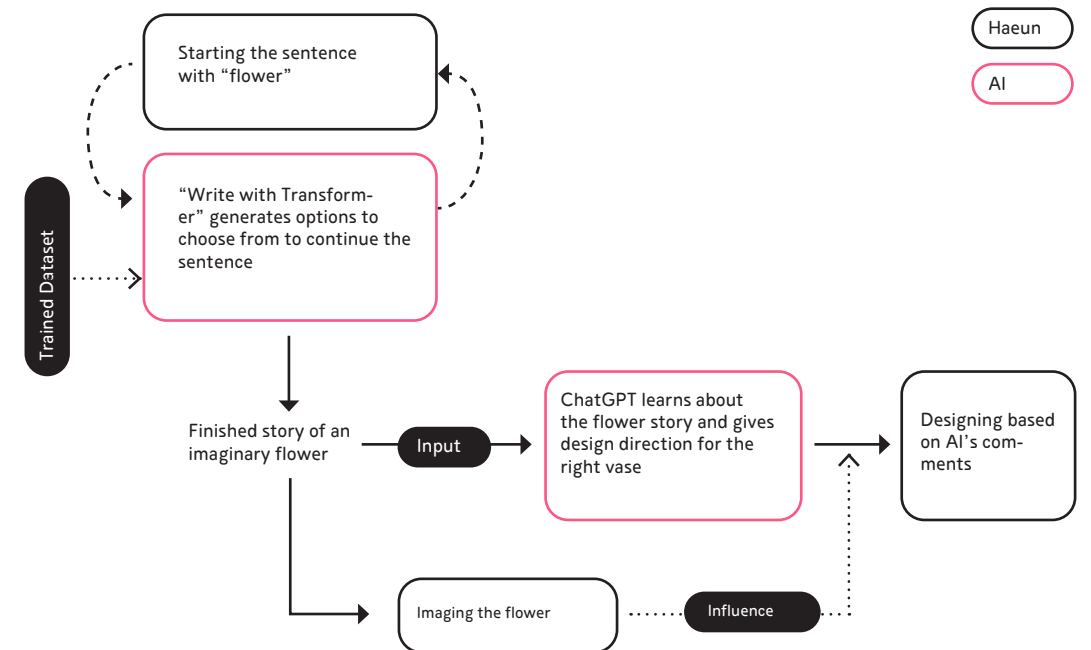 Haeun
AI
Starting the sentence
with “flower”
“Write with Transform-
er” generates options to
choose from to continue the
sentence
Trained Dataset
Finished story of an
imaginary flower
Input
ChatGPT learns about
the flower story and gives
design direction for the
right vase
Designing based
on AI’s com-
ments
Imaging the flower
Influence